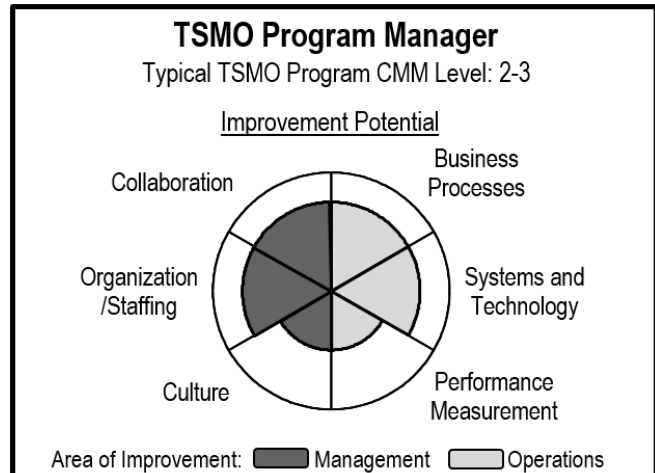 TSMO Program Manager
Typical TSMO Program CMM Level: 2-3
Improvement Potential
Collaboration
Business
Processes
Organization
/Staffing
Systems and
Technology
Culture
Performance
Measurement
Area of Improvement: Management Operations